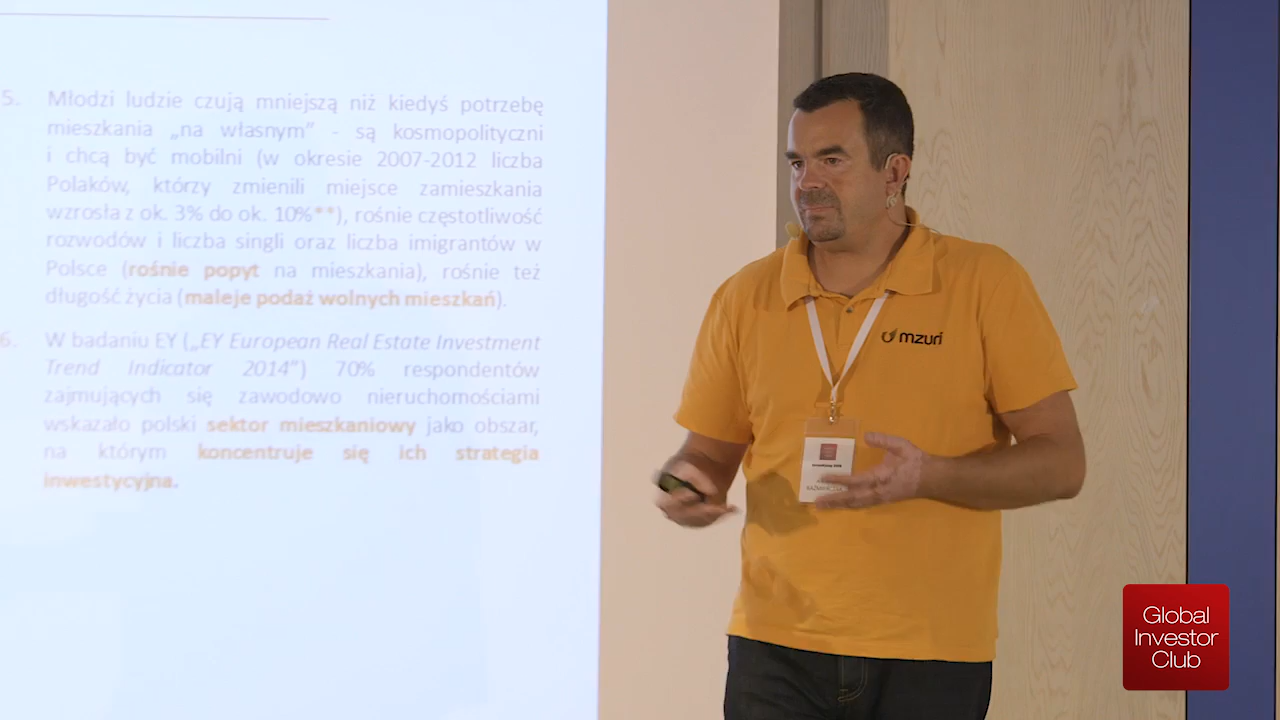 5. Młodzi ludzie czują mniejszą niż kiedyś potrzebę
mieszkania „na własnym” - są kosmopolityczni
i chcą być mobilni (w okresie 2007-2012 liczba
Polaków, którzy zmienili miejsce zamieszkania
wzrosła z ok. 3% do ok. 10%**), rośnie częstotliwość
rozwodów i liczba singli oraz liczba imigrantów w
Polsce (rośnie popyt na mieszkania), rośnie też
długość życia (maleje podaż wolnych mieszkań).
6. W badaniu EY („EY European Real Estate Investment
Trend Indicator 2014”) 70% respondentów
zajmujących się zawodowo nieruchomościami
wskazało polski sektor mieszkaniowy jako obszar,
na którym koncentruje się ich strategia
inwestycyjna.
mzuri
Global
Investor
Club